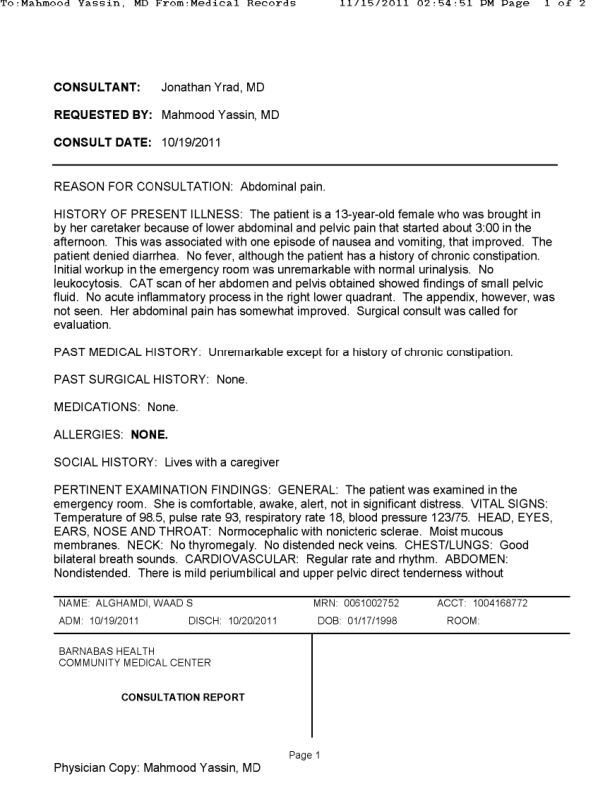 To:Mahmood Yassin, MD From:Medical Records 11/15/2011 02:54:51 PM Page 1 of 2
CONSULTANT: Jonathan Yrad, MD
REQUESTED BY: Mahmood Yassin, MD
CONSULT DATE: 10/19/2011
REASON FOR CONSULTATION: Abdominal pain.
HISTORY OF PRESENT ILLNESS: The patient is a 13-year-old female who was brought in
by her caretaker because of lower abdominal and pelvic pain that started about 3:00 in the
afternoon. This was associated with one episode of nausea and vomiting, that improved. The
patient denied diarrhea. No fever, although the patient has a history of chronic constipation.
Initial workup in the emergency room was unremarkable with normal urinalysis. No
leukocytosis. CAT scan of her abdomen and pelvis obtained showed findings of small pelvic
fluid. No acute inflammatory process in the right lower quadrant. The appendix, however, was
not seen. Her abdominal pain has somewhat improved. Surgical consult was called for
evaluation.
PAST MEDICAL HISTORY: Unremarkable except for a history of chronic constipation.
PAST SURGICAL HISTORY: None.
MEDICATIONS: None.
ALLERGIES: NONE.
SOCIAL HISTORY: Lives with a caregiver
PERTINENT EXAMINATION FINDINGS: GENERAL: The patient was examined in the
emergency room. She is comfortable, awake, alert, not in significant distress. VITAL SIGNS:
Temperature of 98.5, pulse rate 93, respiratory rate 18, blood pressure 123/75. HEAD, EYES,
EARS, NOSE AND THROAT: Normocephalic with nonicteric sclerae. Moist mucous
membranes. NECK: No thyromegaly. No distended neck veins. CHEST/LUNGS: Good
bilateral breath sounds. CARDIOVASCULAR: Regular rate and rhythm. ABDOMEN:
Nondistended. There is mild periumbilical and upper pelvic direct tenderness without
NAME: ALGHAMDI, WAAD S MRN: 0061002752 ACCT: 1004168772
ADM: 10/19/2011 DISCH: 10/20/2011 DOB: 01/17/1998 ROOM:
BARNABAS HEALTH
COMMUNITY MEDICAL CENTER
CONSULTATION REPORT
Page 1
Physician Copy: Mahmood Yassin, MD